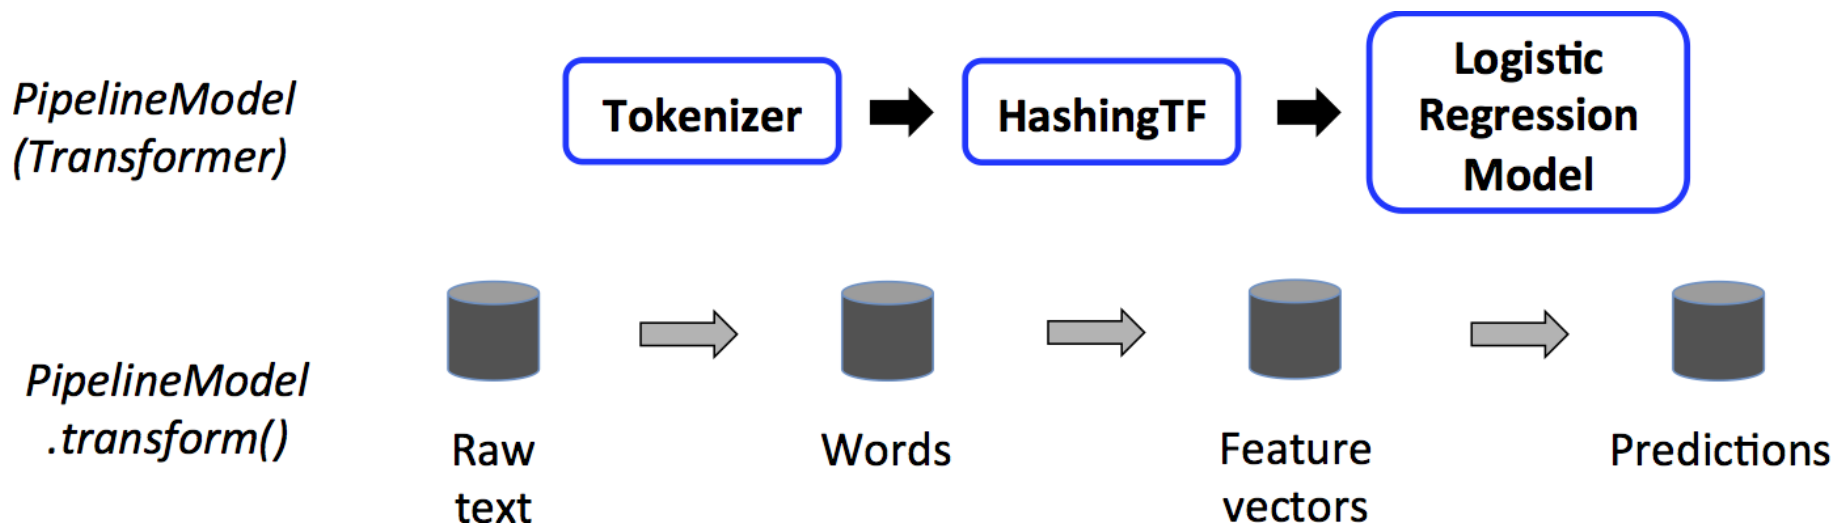 PipelineModel
(Transformer)
Tokenizer
HashingTF
Logistic
Regression
Model
PipelineModel
.transform()
Raw
text
Words
Feature
vectors
Predictions